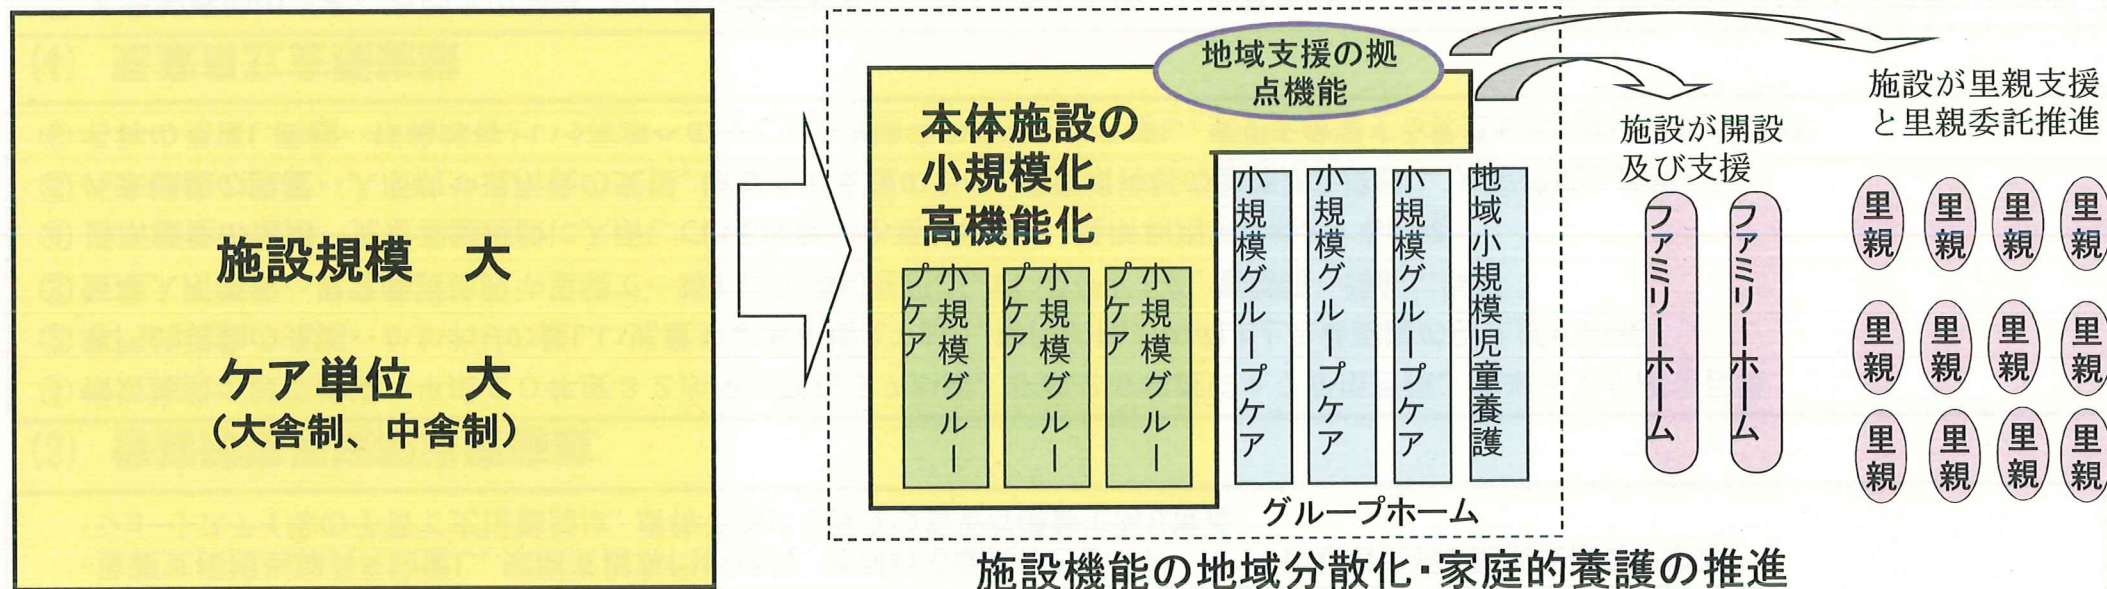 施設規模 大
ケア単位 大
（大舎制、中舎制）
地域支援の拠
点機能
本体施設の
小規模化
高機能化
小規模グルー
プケア
小規模グルー
プケア
小規模グルー
プケア
小規模グループケア
小規模グループケア
小規模グループケア
地域小規模児童養護
グループホーム
施設が開設
及び支援
ファミリーホーム
ファミリーホーム
施設が里親支援
と里親委託推進
里親
里親
里親
里親
里親
里親
里親
里親
里親
里親
里親
里親
施設機能の地域分散化・家庭的養護の推進